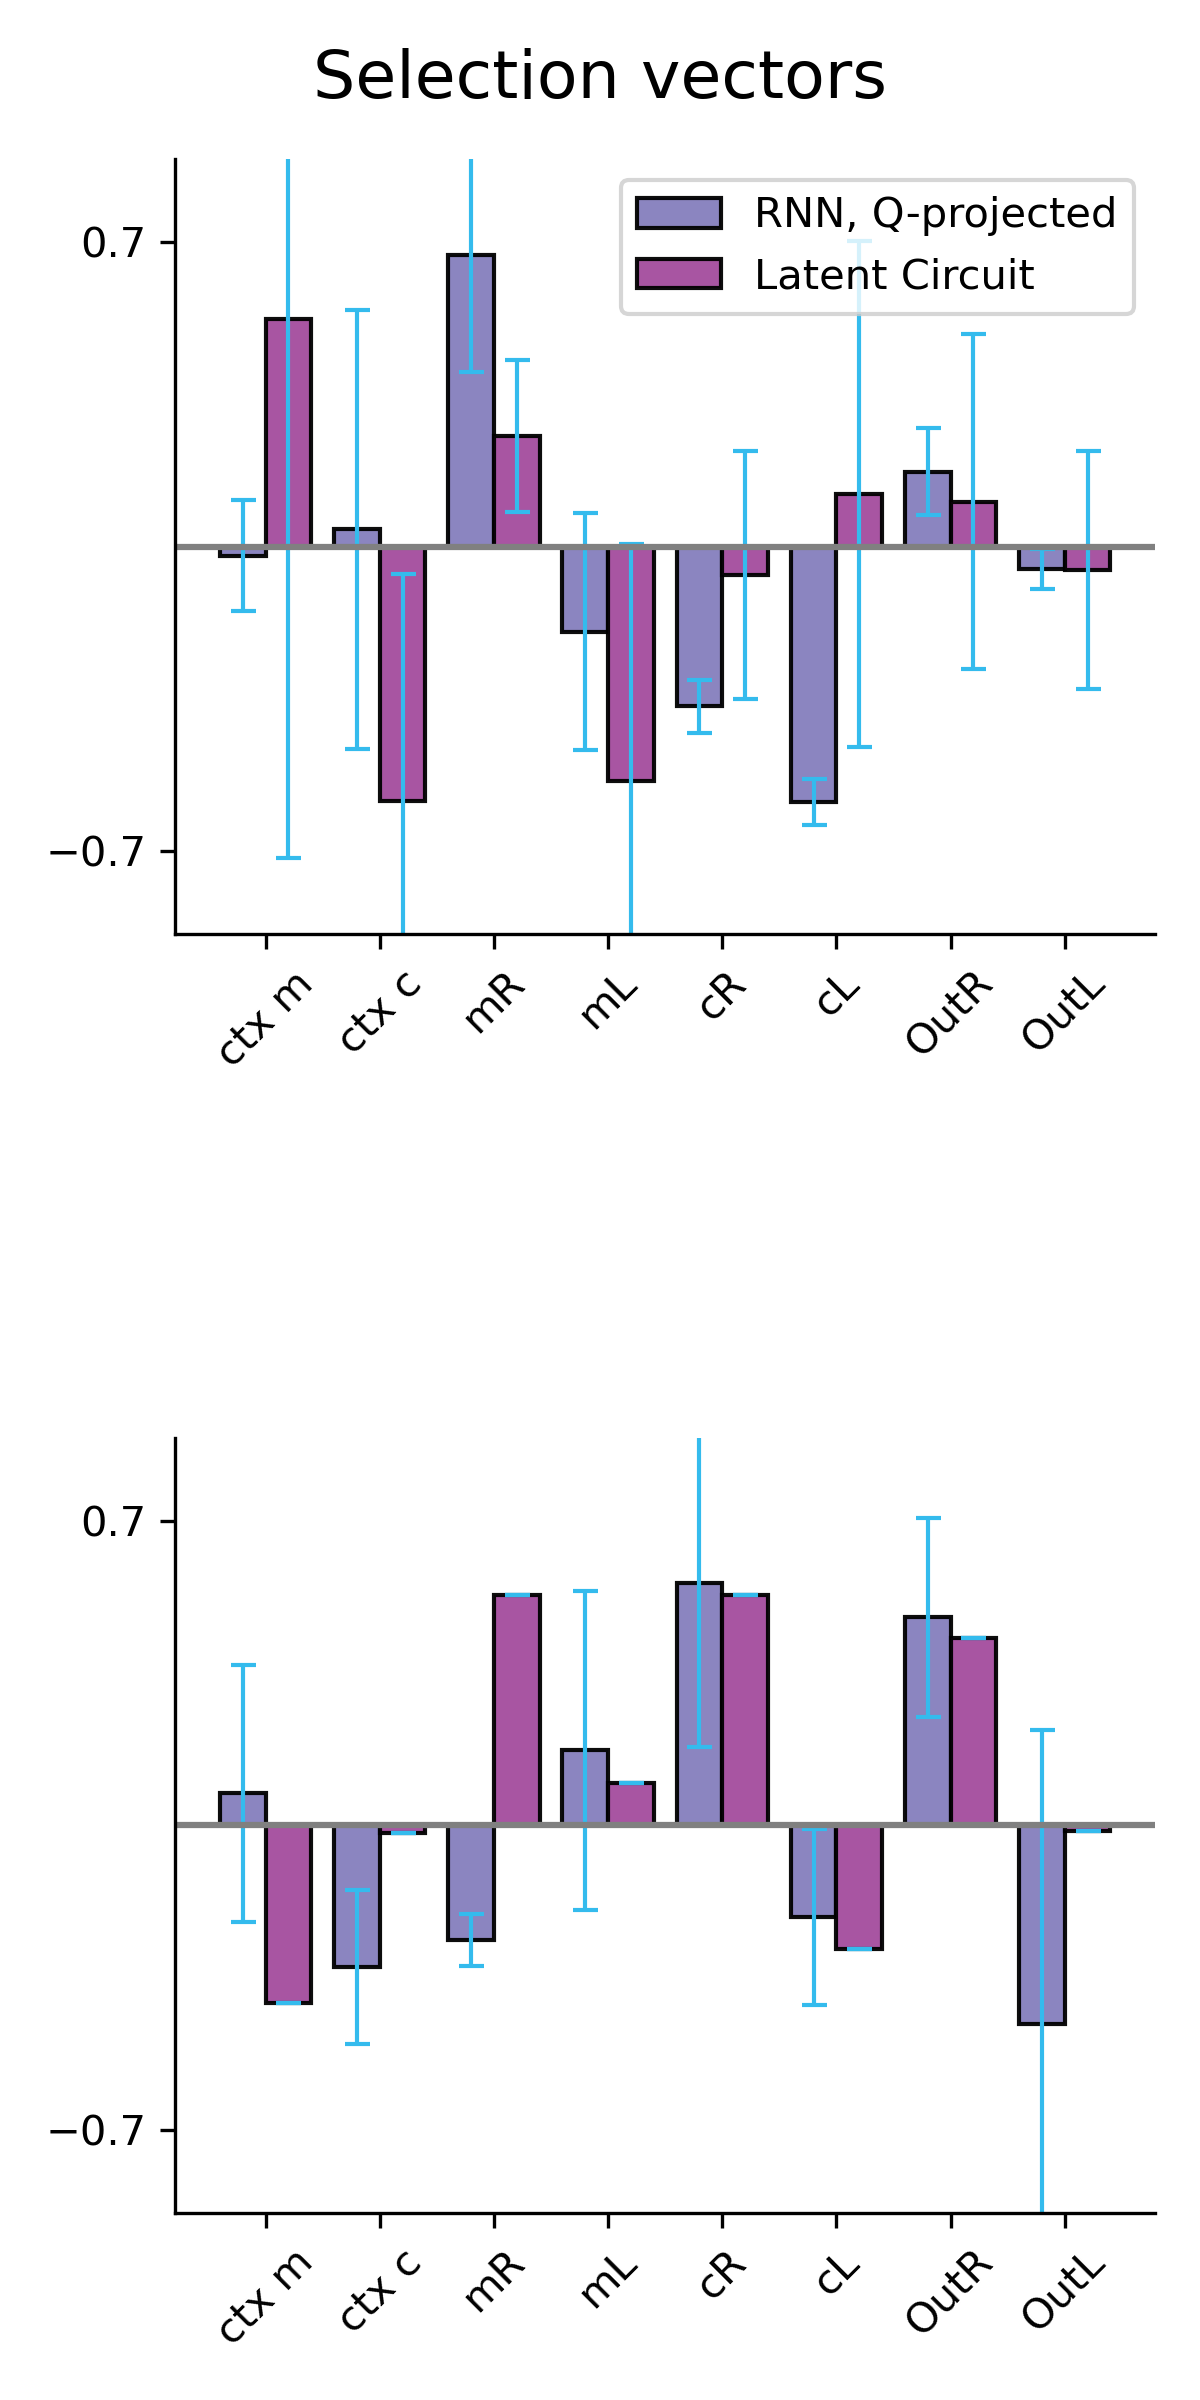 Selection vectors
0.7
−0.7
RNN, Q-projected
Latent Circuit
ctx m
ctx c
mR
mL
cR
cL
OutR
OutL
0.7
−0.7
ctx m
ctx c
mR
mL
cR
cL
OutR
OutL